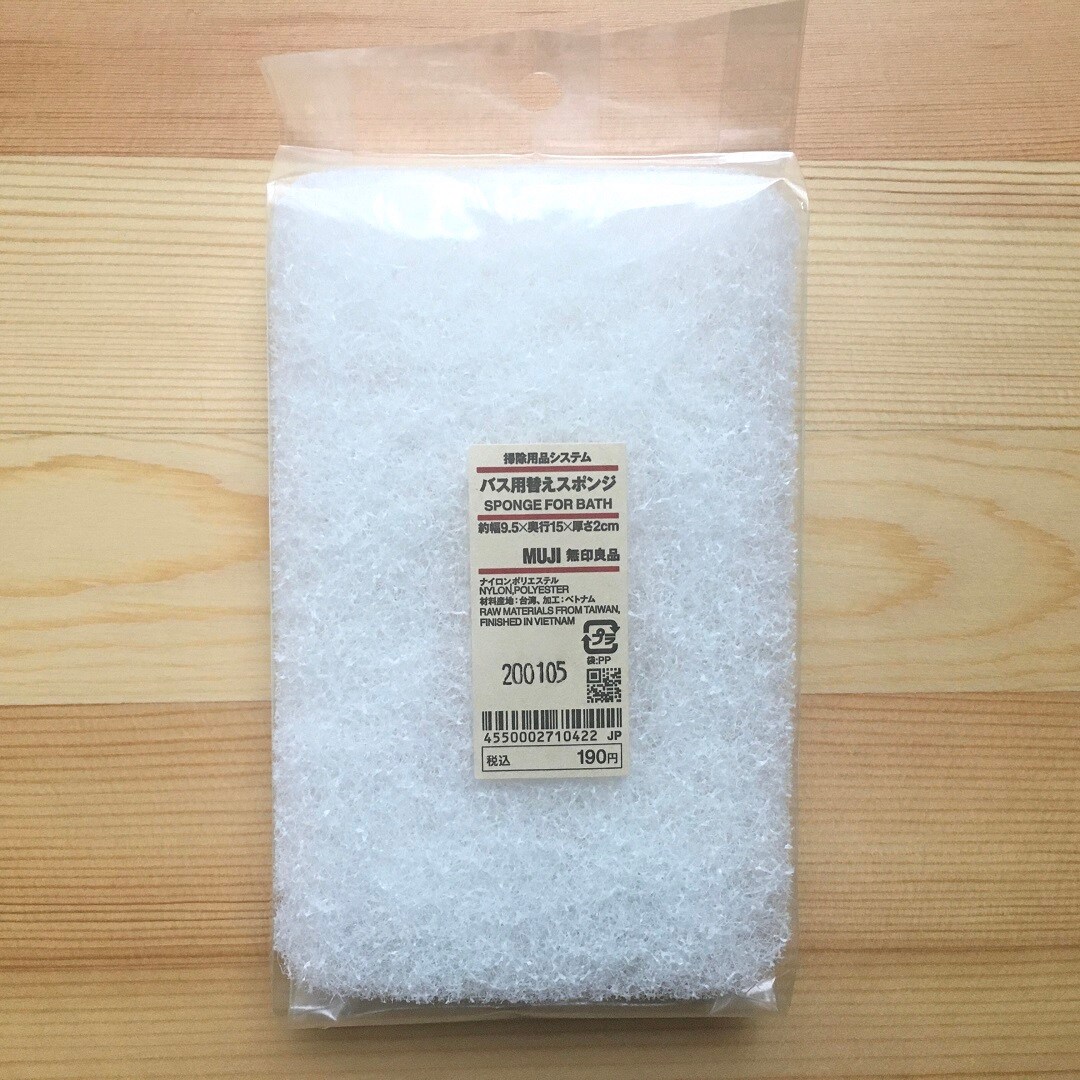 掃除用品システム
バス用替えスポンジ
SPONGE FOR BATH
約幅9.5×奥行15×厚さ2cm
MUJI 無印良品
ナイロン,ポリエステル
NYLON,POLYESTER
材料産地:台湾、加工:ベトナム
RAW MATERIALS FROM TAIWAN,
FINISHED IN VIETNAM
プラ
袋:PP
200105
4550002710422 JP
税込 190円